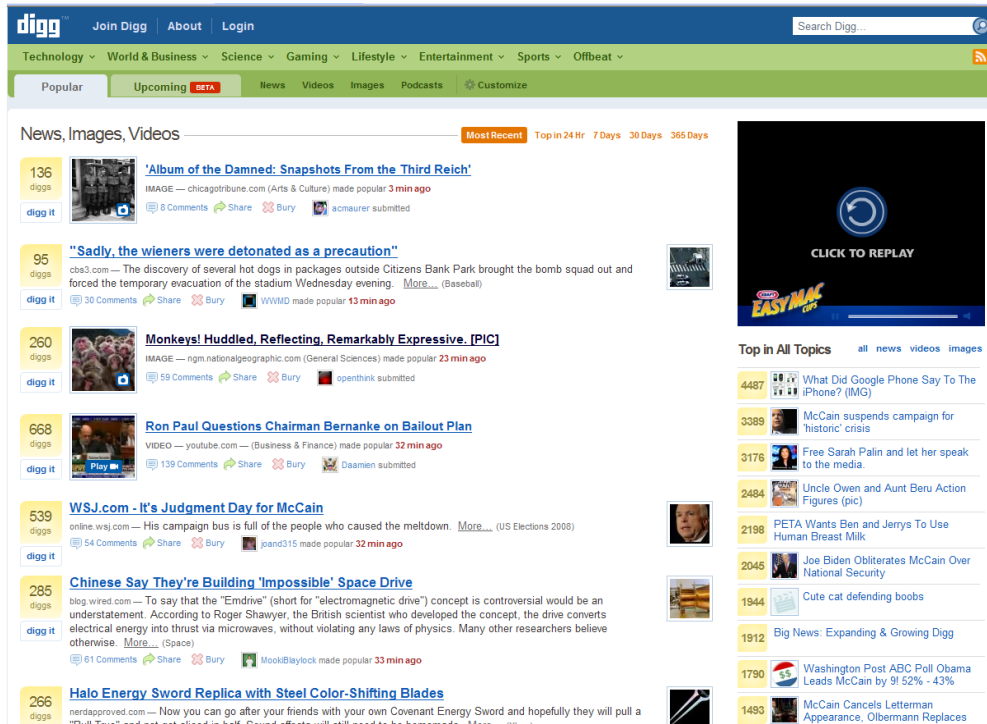 digg™
Join Digg
About
Login
Search Digg...
Technology
World & Business
Science
Gaming
Lifestyle
Entertainment
Sports
Offbeat
Popular
Upcoming BETA
News
Videos
Images
Podcasts
Customize
News, Images, Videos
Most Recent
Top in 24 Hr
7 Days
30 Days
365 Days
136
diggs
digg it
'Album of the Damned: Snapshots From the Third Reich'
IMAGE — chicagotribune.com (Arts & Culture) made popular 3 min ago
8 Comments Share Bury acmaurer submitted
95
diggs
digg it
"Sadly, the wieners were detonated as a precaution"
cbs3.com — The discovery of several hot dogs in packages outside Citizens Bank Park brought the bomb squad out and
forced the temporary evacuation of the stadium Wednesday evening. More... (Baseball)
30 Comments Share Bury WWMD made popular 13 min ago
260
diggs
digg it
Monkeys! Huddled, Reflecting, Remarkably Expressive. [PIC]
IMAGE — ngm.nationalgeographic.com (General Sciences) made popular 23 min ago
59 Comments Share Bury openthink submitted
668
diggs
digg it
Play
Ron Paul Questions Chairman Bernanke on Bailout Plan
VIDEO — youtube.com — (Business & Finance) made popular 32 min ago
139 Comments Share Bury Daamien submitted
539
diggs
digg it
WSJ.com - It's Judgment Day for McCain
online.wsj.com — His campaign bus is full of the people who caused the meltdown. More... (US Elections 2008)
54 Comments Share Bury joand315 made popular 32 min ago
285
diggs
digg it
Chinese Say They're Building 'Impossible' Space Drive
blog.wired.com — To say that the "Emdrive" (short for "electromagnetic drive") concept is controversial would be an
understatement. According to Roger Shawyer, the British scientist who developed the concept, the drive converts
electrical energy into thrust via microwaves, without violating any laws of physics. Many other researchers believe
otherwise. More... (Space)
61 Comments Share Bury MookiBlaylock made popular 33 min ago
266
diggs
Halo Energy Sword Replica with Steel Color-Shifting Blades
nerdapproved.com — Now you can go after your friends with your own Covenant Energy Sword and hopefully they will pull a
CLICK TO REPLAY
KRAFT
EASY MAC
CUPS
Top in All Topics
all news videos images
4487
What Did Google Phone Say To The
iPhone? (IMG)
3389
McCain suspends campaign for
'historic' crisis
3176
Free Sarah Palin and let her speak
to the media.
2484
Uncle Owen and Aunt Beru Action
Figures (pic)
2198
PETA Wants Ben and Jerrys To Use
Human Breast Milk
2045
Joe Biden Obliterates McCain Over
National Security
1944
Cute cat defending boobs
1912
Big News: Expanding & Growing Digg
1790
Washington Post ABC Poll Obama
Leads McCain by 9! 52% - 43%
1493
McCain Cancels Letterman
Appearance, Olbermann Replaces